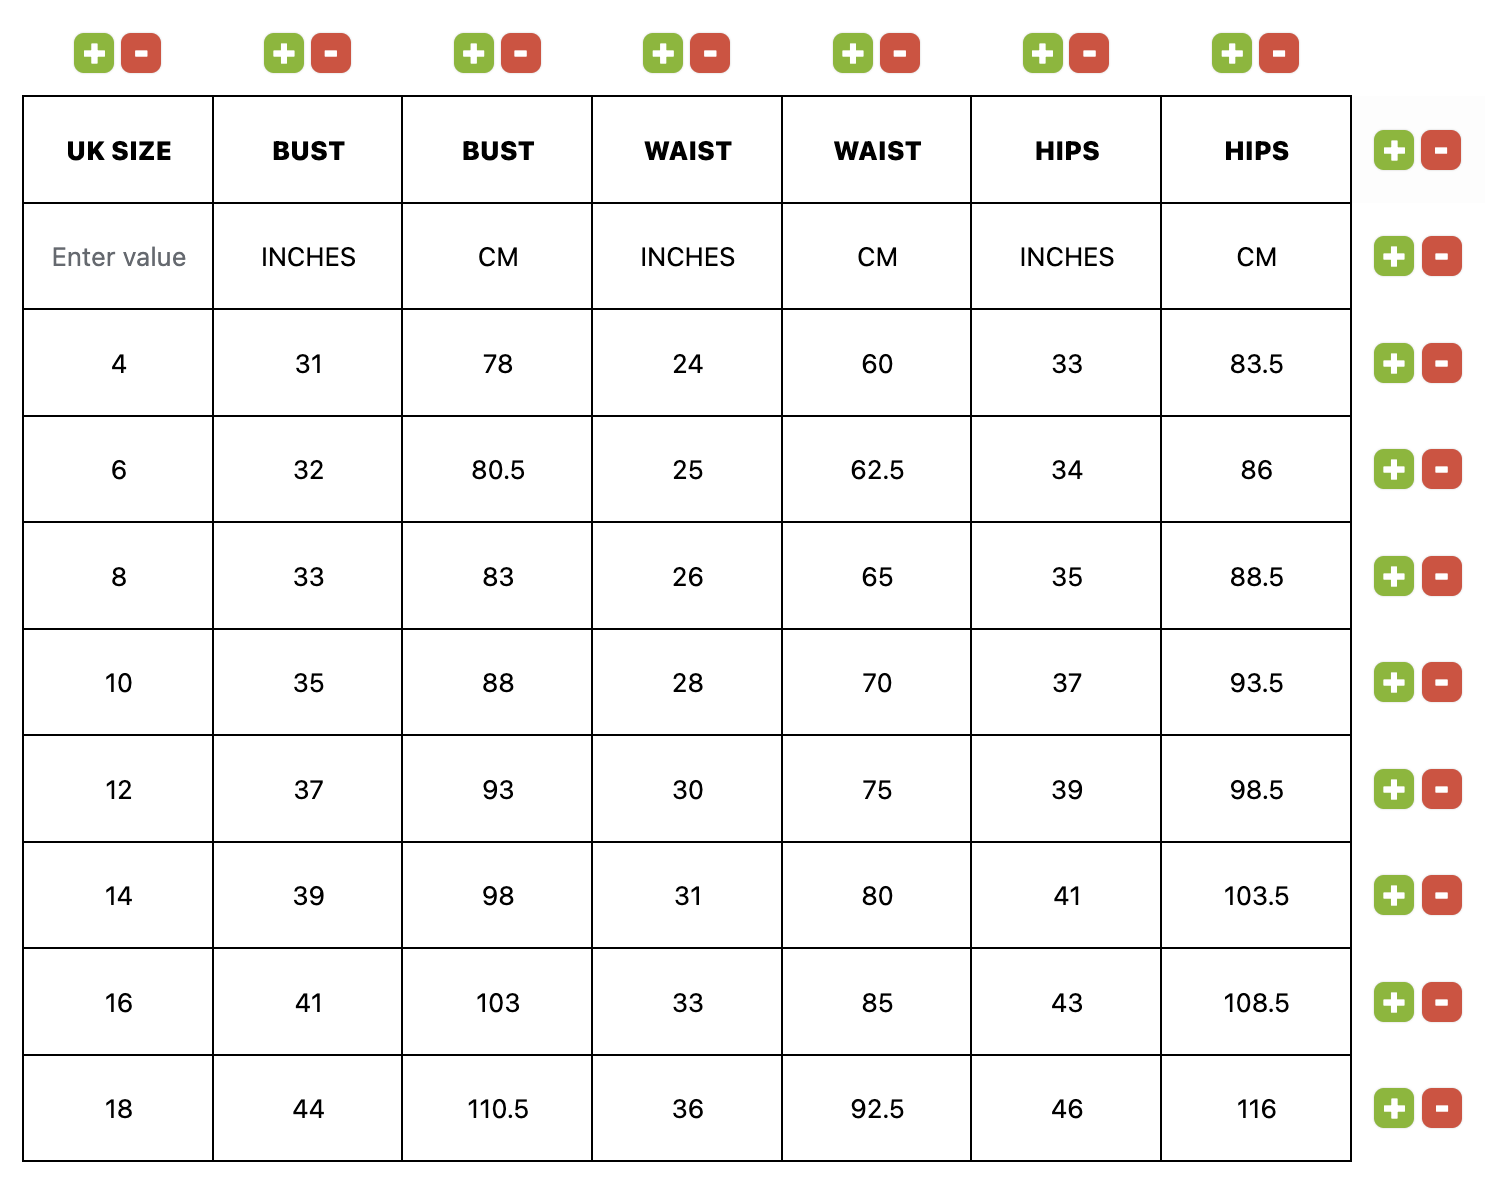 UK SIZE BUST BUST WAIST WAIST HIPS HIPS
Enter value INCHES CM INCHES CM INCHES CM
4 31 78 24 60 33 83.5
6 32 80.5 25 62.5 34 86
8 33 83 26 65 35 88.5
10 35 88 28 70 37 93.5
12 37 93 30 75 39 98.5
14 39 98 31 80 41 103.5
16 41 103 33 85 43 108.5
18 44 110.5 36 92.5 46 116